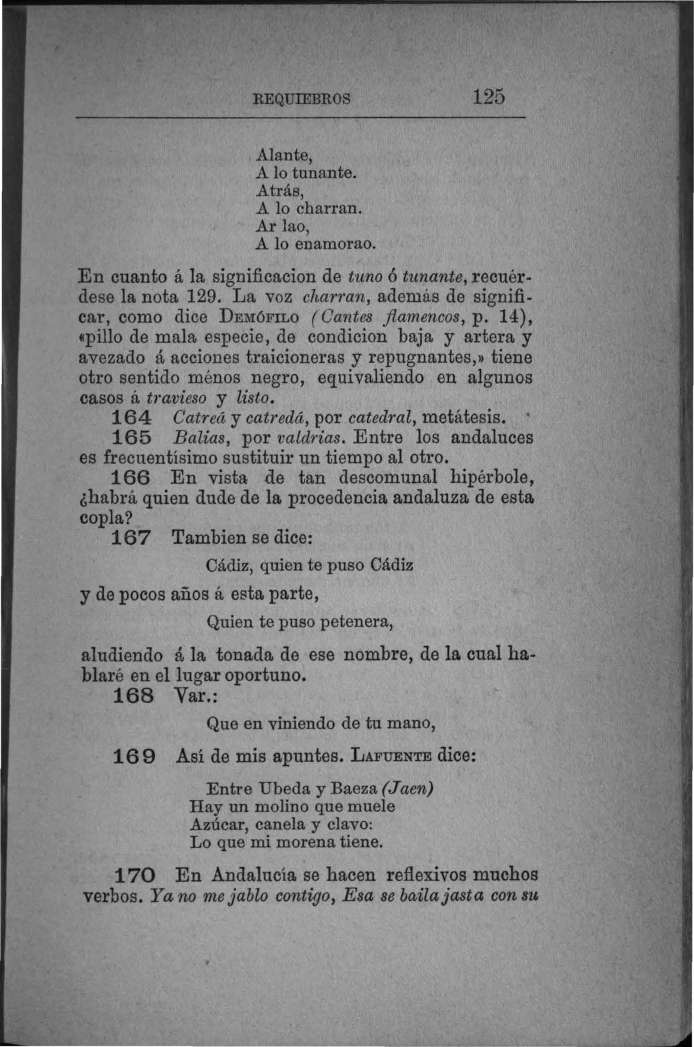 REQUIEBROS 125
Alante,
A lo tunante.
Atrás,
A lo charran.
Ar lao,
A lo enamorao.
En cuanto á la significacion de tuno ó tunante, recuér-
dese la nota 129. La voz charran, además de signifi-
car, como dice DEMÓFILO (Cantes flamencos, p. 14),
«pillo de mala especie, de condicion baja y artera y
avezado á acciones traicioneras y repugnantes,» tiene
otro sentido ménos negro, equivaliendo en algunos
casos á travieso y listo.
164 Catreá y catredá, por catedral, metátesis.
165 Balías, por valdrias. Entre los andaluces
es frecuentísimo sustituir un tiempo al otro.
166 En vista de tan descomunal hipérbole,
¿habrá quien dude de la procedencia andaluza de esta
copla?
167 Tambien se dice:
Cádiz, quien te puso Cádiz
y de pocos años á esta parte,
Quien te puso petenera,
aludiendo á la tonada de ese nombre, de la cual ha-
blaré en el lugar oportuno.
168 Var.:
Que en viniendo de tu mano,
169 Así de mis apuntes. LAFUENTE dice:
Entre Ubeda y Baeza (Jaen)
Hay un molino que muele
Azúcar, canela y clavo:
Lo que mi morena tiene.
170 En Andalucía se hacen reflexivos muchos
verbos. Ya no me jablo contigo, Esa se baila jasta con su